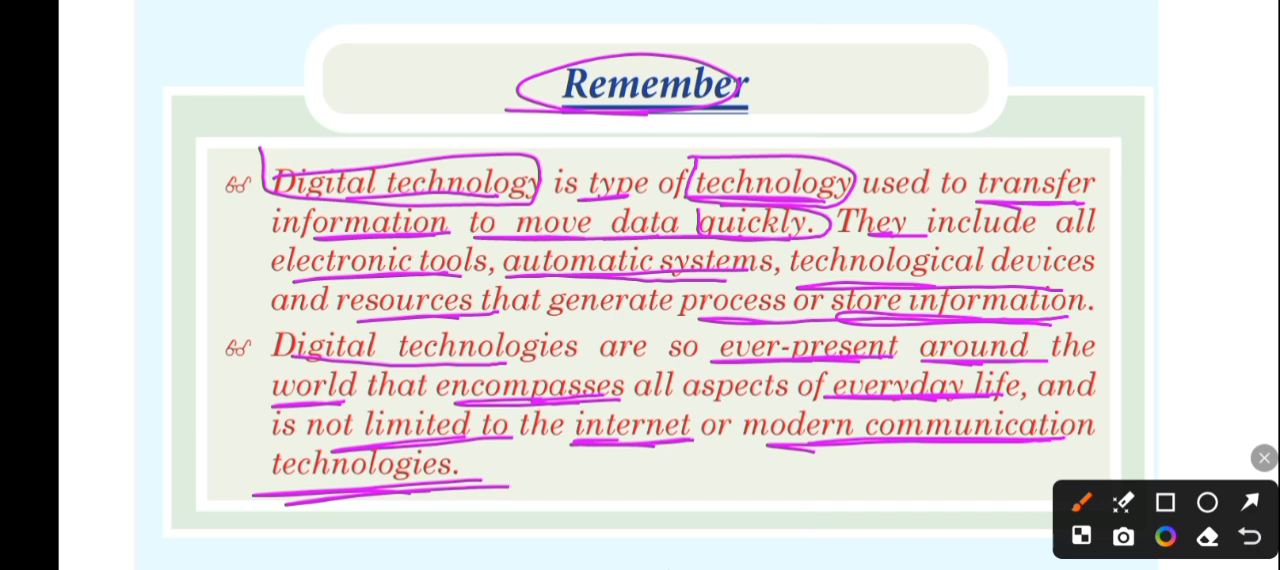 Remember
Digital technology is type of technology used to transfer
information to move data quickly. They include all
electronic tools, automatic systems, technological devices
and resources that generate process or store information.
Digital technologies are so ever-present around the
world that encompasses all aspects of everyday life, and
is not limited to the internet or modern communication
technologies.